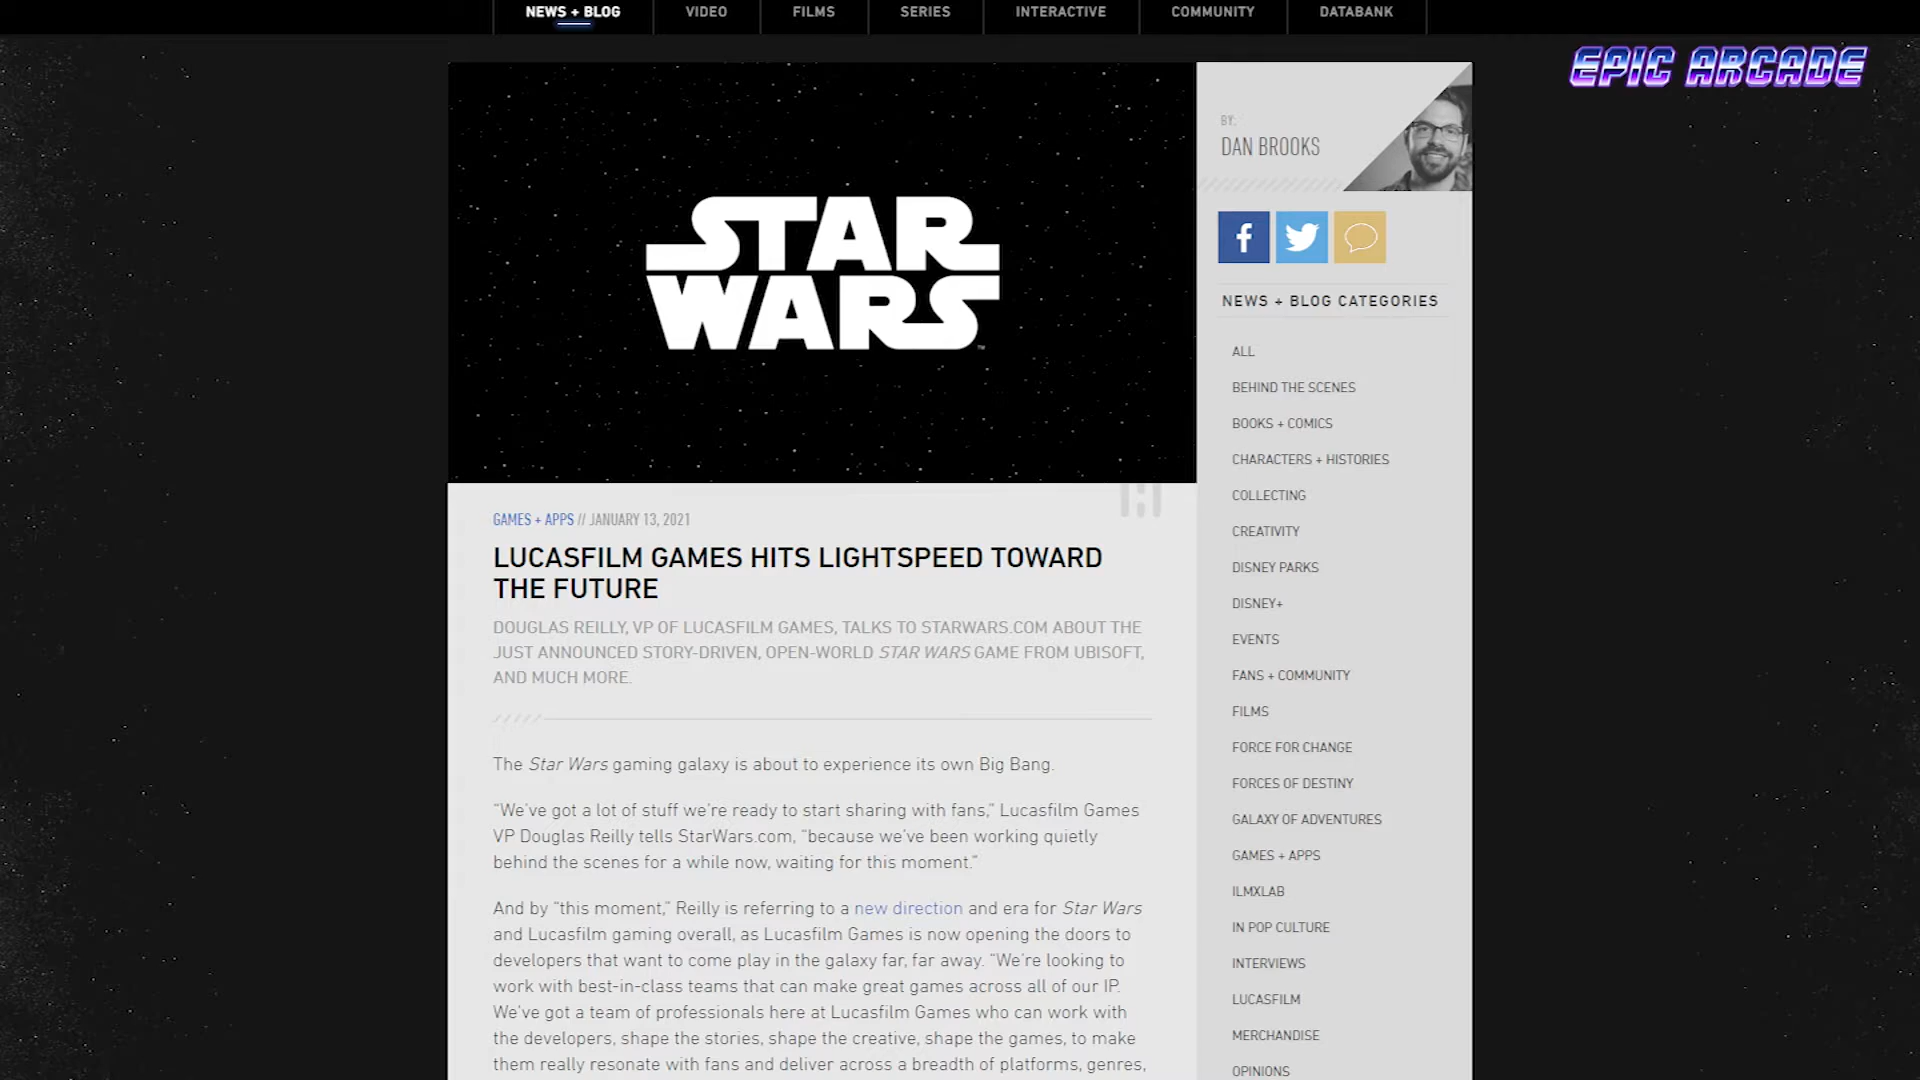 NEWS + BLOG
VIDEO
FILMS
SERIES
INTERACTIVE
COMMUNITY
DATABANK
EPIC ARCADE
STAR
WARS
™
BY:
DAN BROOKS
NEWS + BLOG CATEGORIES
ALL
BEHIND THE SCENES
BOOKS + COMICS
CHARACTERS + HISTORIES
COLLECTING
CREATIVITY
DISNEY PARKS
DISNEY+
EVENTS
FANS + COMMUNITY
FILMS
FORCE FOR CHANGE
FORCES OF DESTINY
GALAXY OF ADVENTURES
GAMES + APPS
ILMXLAB
IN POP CULTURE
INTERVIEWS
LUCASFILM
MERCHANDISE
OPINIONS
GAMES + APPS // JANUARY 13, 2021
LUCASFILM GAMES HITS LIGHTSPEED TOWARD
THE FUTURE
DOUGLAS REILLY, VP OF LUCASFILM GAMES, TALKS TO STARWARS.COM ABOUT THE
JUST ANNOUNCED STORY-DRIVEN, OPEN-WORLD STAR WARS GAME FROM UBISOFT,
AND MUCH MORE.
The Star Wars gaming galaxy is about to experience its own Big Bang.
“We’ve got a lot of stuff we’re ready to start sharing with fans,” Lucasfilm Games
VP Douglas Reilly tells StarWars.com, “because we’ve been working quietly
behind the scenes for a while now, waiting for this moment.”
And by “this moment,” Reilly is referring to a new direction and era for Star Wars
and Lucasfilm gaming overall, as Lucasfilm Games is now opening the doors to
developers that want to come play in the galaxy far, far away. “We’re looking to
work with best-in-class teams that can make great games across all of our IP.
We’ve got a team of professionals here at Lucasfilm Games who can work with
the developers, shape the stories, shape the creative, shape the games, to make
them really resonate with fans and deliver across a breadth of platforms, genres,